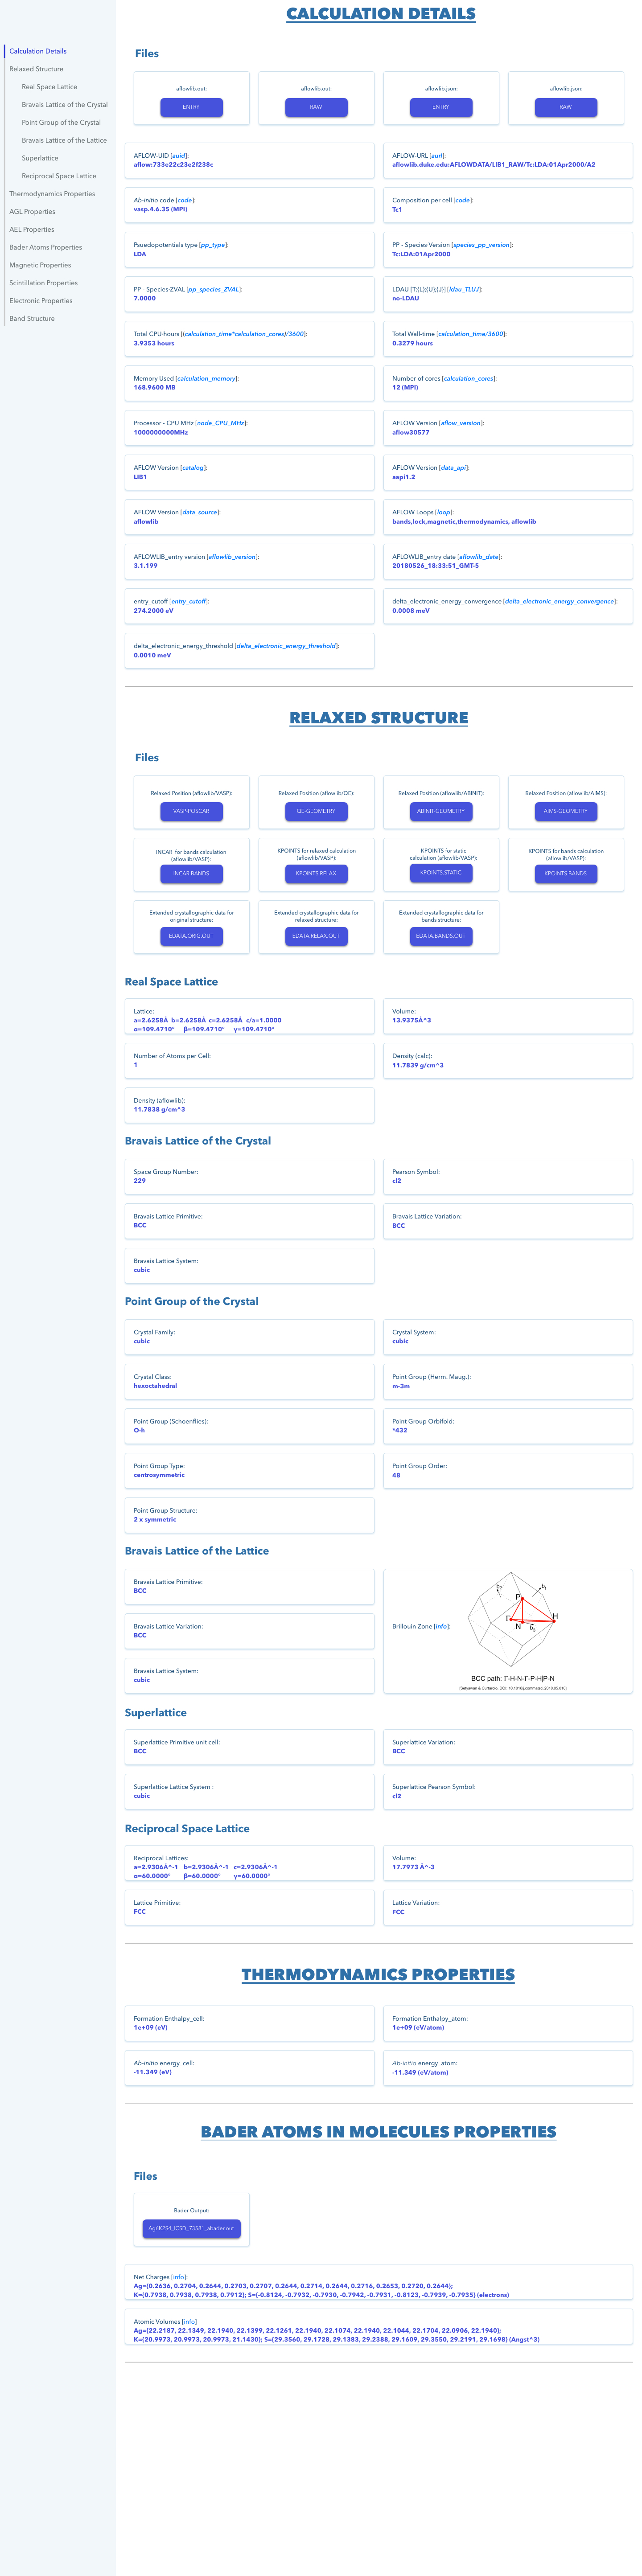 Calculation Details
Relaxed Structure
Real Space Lattice
Bravais Lattice of the Crystal
Point Group of the Crystal
Bravais Lattice of the Lattice
Superlattice
Reciprocal Space Lattice
Thermodynamics Properties
AGL Properties
AEL Properties
Bader Atoms Properties
Magnetic Properties
Scintillation Properties
Electronic Properties
Band Structure
CALCULATION DETAILS
Files
aflowlib.out:
ENTRY
aflowlib.out:
RAW
aflowlib.json:
ENTRY
aflowlib.json:
RAW
AFLOW-UID [auid]:
aflow:733e22c23e2f238c
AFLOW-URL [aurl]:
aflowlib.duke.edu:AFLOWDATA/LIB1_RAW/Tc:LDA:01Apr2000/A2
Ab-initio code [code]:
vasp.4.6.35 (MPI)
Composition per cell [code]:
Tc1
Psuedopotentials type [pp_type]:
LDA
PP - Species-Version [species_pp_version]:
Tc:LDA:01Apr2000
PP - Species-ZVAL [pp_species_ZVAL]:
7.0000
LDAU [T;{L};{U};{J}] [ldau_TLUJ]:
no-LDAU
Total CPU-hours [(calculation_time*calculation_cores)/3600]:
3.9353 hours
Total Wall-time [calculation_time/3600]:
0.3279 hours
Memory Used [calculation_memory]:
168.9600 MB
Number of cores [calculation_cores]:
12 (MPI)
Processor - CPU MHz [node_CPU_MHz]:
1000000000MHz
AFLOW Version [aflow_version]:
aflow30577
AFLOW Version [catalog]:
LIB1
AFLOW Version [data_api]:
aapi1.2
AFLOW Version [data_source]:
aflowlib
AFLOW Loops [loop]:
bands,lock,magnetic,thermodynamics, aflowlib
AFLOWLIB_entry version [aflowlib_version]:
3.1.199
AFLOWLIB_entry date [aflowlib_date]:
20180526_18:33:51_GMT-5
entry_cutoff [entry_cutoff]:
274.2000 eV
delta_electronic_energy_convergence [delta_electronic_energy_convergence]:
0.0008 meV
delta_electronic_energy_threshold [delta_electronic_energy_threshold]:
0.0010 meV
RELAXED STRUCTURE
Files
Relaxed Position (aflowlib/VASP):
VASP-POSCAR
Relaxed Position (aflowlib/QE):
QE-GEOMETRY
Relaxed Position (aflowlib/ABINIT):
ABINIT-GEOMETRY
Relaxed Position (aflowlib/AIMS):
AIMS-GEOMETRY
INCAR for bands calculation
(aflowlib/VASP):
INCAR.BANDS
KPOINTS for relaxed calculation
(aflowlib/VASP):
KPOINTS.RELAX
KPOINTS for static
calculation (aflowlib/VASP):
KPOINTS.STATIC
KPOINTS for bands calculation
(aflowlib/VASP):
KPOINTS.BANDS
Extended crystallographic data for
original structure:
EDATA.ORIG.OUT
Extended crystallographic data for
relaxed structure:
EDATA.RELAX.OUT
Extended crystallographic data for
bands structure:
EDATA.BANDS.OUT
Real Space Lattice
Lattice:
a=2.6258Å b=2.6258Å c=2.6258Å c/a=1.0000
α=109.4710° β=109.4710° γ=109.4710°
Volume:
13.9375Å^3
Number of Atoms per Cell:
1
Density (calc):
11.7839 g/cm^3
Density (aflowlib):
11.7838 g/cm^3
Bravais Lattice of the Crystal
Space Group Number:
229
Pearson Symbol:
cI2
Bravais Lattice Primitive:
BCC
Bravais Lattice Variation:
BCC
Bravais Lattice System:
cubic
Point Group of the Crystal
Crystal Family:
cubic
Crystal System:
cubic
Crystal Class:
hexoctahedral
Point Group (Herm. Maug.):
m-3m
Point Group (Schoenflies):
O-h
Point Group Orbifold:
*432
Point Group Type:
centrosymmetric
Point Group Order:
48
Point Group Structure:
2 x symmetric
Bravais Lattice of the Lattice
Bravais Lattice Primitive:
BCC
Bravais Lattice Variation:
BCC
Bravais Lattice System:
cubic
Brillouin Zone [info]:
b2
b1
P
Γ
H
N
b3
BCC path: Γ-H-N-Γ-P-H|P-N
[Setyawan & Curtarolo, DOI: 10.1016/j.commatsci.2010.05.010]
Superlattice
Superlattice Primitive unit cell:
BCC
Superlattice Variation:
BCC
Superlattice Lattice System :
cubic
Superlattice Pearson Symbol:
cI2
Reciprocal Space Lattice
Reciprocal Lattices:
a=2.9306Å^-1 b=2.9306Å^-1 c=2.9306Å^-1
α=60.0000° β=60.0000° γ=60.0000°
Volume:
17.7973 Å^-3
Lattice Primitive:
FCC
Lattice Variation:
FCC
THERMODYNAMICS PROPERTIES
Formation Enthalpy_cell:
1e+09 (eV)
Formation Enthalpy_atom:
1e+09 (eV/atom)
Ab-initio energy_cell:
-11.349 (eV)
Ab-initio energy_atom:
-11.349 (eV/atom)
BADER ATOMS IN MOLECULES PROPERTIES
Files
Bader Output:
Ag6K2S4_ICSD_73581_abader.out
Net Charges [info]:
Ag={0.2636, 0.2704, 0.2644, 0.2703, 0.2707, 0.2644, 0.2714, 0.2644, 0.2716, 0.2653, 0.2720, 0.2644};
K={0.7938, 0.7938, 0.7938, 0.7912}; S={-0.8124, -0.7932, -0.7930, -0.7942, -0.7931, -0.8123, -0.7939, -0.7935} (electrons)
Atomic Volumes [info]
Ag={22.2187, 22.1349, 22.1940, 22.1399, 22.1261, 22.1940, 22.1074, 22.1940, 22.1044, 22.1704, 22.0906, 22.1940};
K={20.9973, 20.9973, 20.9973, 21.1430}; S={29.3560, 29.1728, 29.1383, 29.2388, 29.1609, 29.3550, 29.2191, 29.1698} (Angst^3)